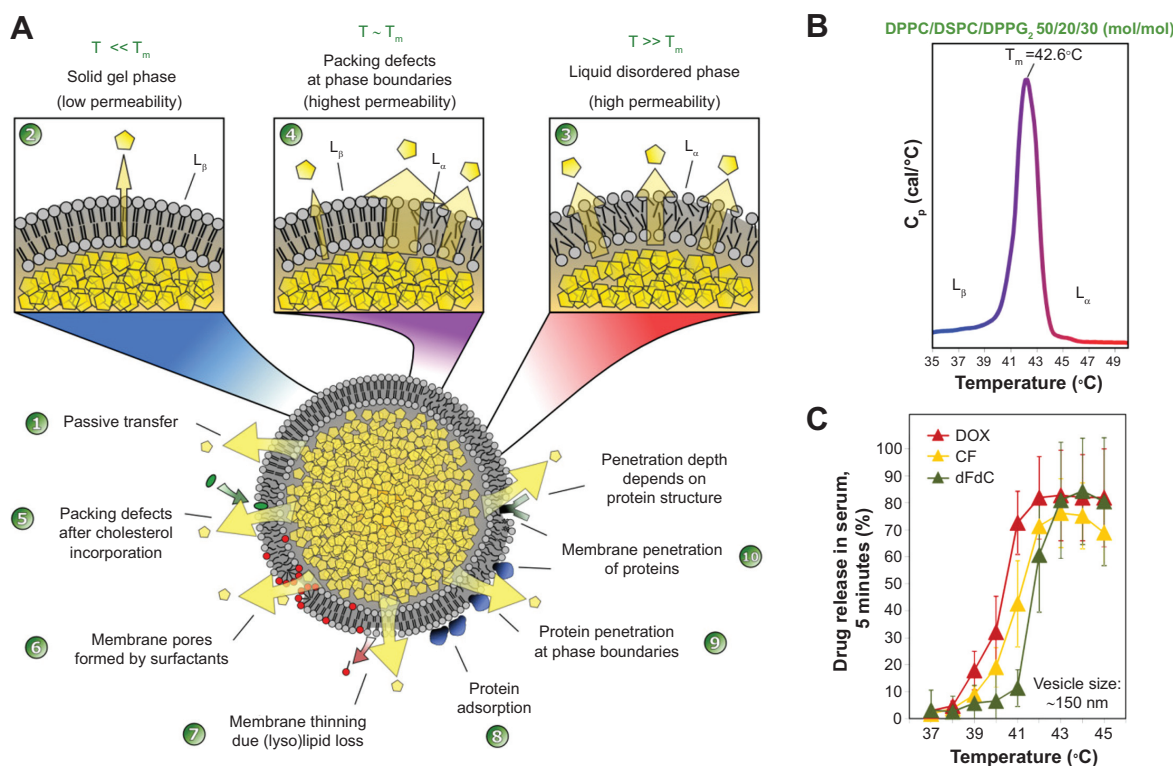 A
T << Tm
Solid gel phase
(low permeability)
T ~ Tm
Packing defects
at phase boundaries
(highest permeability)
T >> Tm
Liquid disordered phase
(high permeability)
2
Lβ
4
Lβ
Lα
3
Lα
1
Passive transfer
5
Packing defects
after cholesterol
incorporation
6
Membrane pores
formed by surfactants
7
Membrane thinning
due (lyso)lipid loss
Protein
adsorption
8
Protein penetration
at phase boundaries
9
Membrane penetration
of proteins
10
Penetration depth
depends on
protein structure
B
DPPC/DSPC/DPPG2 50/20/30 (mol/mol)
Tm =42.6°C
Cp (cal/°C)
Lβ
Lα
35 37 39 41 43 45 47 49
Temperature (°C)
C
DOX
CF
dFdC
Drug release in serum,
5 minutes (%)
100
90
80
70
60
50
40
30
20
10
0
Vesicle size:
~150 nm
37 39 41 43 45
Temperature (°C)